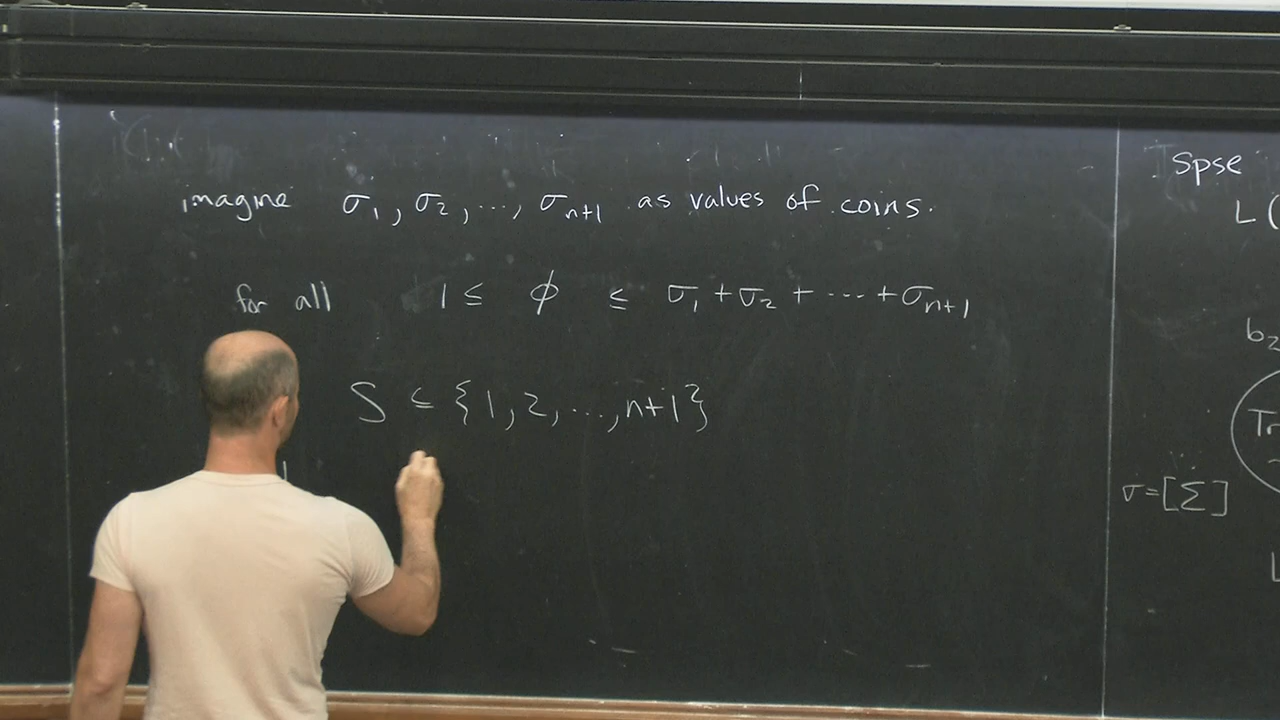 imagine σ₁, σ₂, ..., σₙ₊₁ as values of coins.
for all 1 ≤ ϕ ≤ σ₁ + σ₂ + ··· + σₙ₊₁
S ⊆ {1, 2, ..., n+1}
Spse
L (
b₂
σ = [Σ]
L